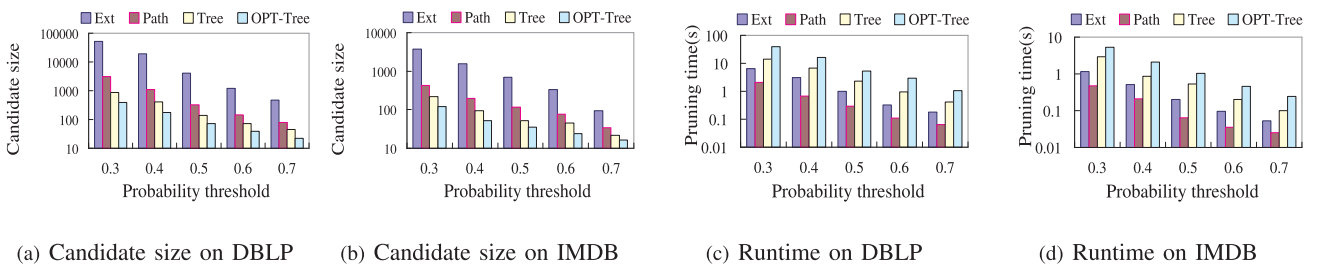 Ext Path Tree OPT-Tree
Candidate size
100000
10000
1000
100
10
0.3 0.4 0.5 0.6 0.7
Probability threshold
(a) Candidate size on DBLP
Ext Path Tree OPT-Tree
Candidate size
10000
1000
100
10
0.3 0.4 0.5 0.6 0.7
Probability threshold
(b) Candidate size on IMDB
Ext Path Tree OPT-Tree
Pruning time(s)
100
10
1
0.1
0.01
0.3 0.4 0.5 0.6 0.7
Probability threshold
(c) Runtime on DBLP
Ext Path Tree OPT-Tree
Pruning time(s)
10
1
0.1
0.01
0.3 0.4 0.5 0.6 0.7
Probability threshold
(d) Runtime on IMDB